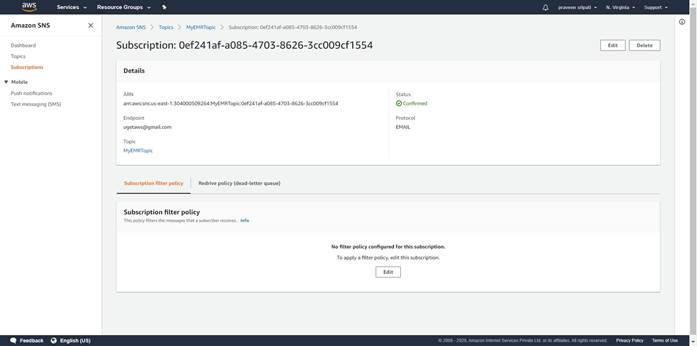 aws
Services
Resource Groups
praveen sripati
N. Virginia
Support
Amazon SNS
Dashboard
Topics
Subscriptions
Mobile
Push notifications
Text messaging (SMS)
Amazon SNS
Topics
MyEMRTopic
Subscription: 0ef241af-a085-4703-8626-3cc009cf1554
Subscription: 0ef241af-a085-4703-8626-3cc009cf1554
Edit
Delete
Details
ARN
arn:aws:sns:us-east-1:304000509264:MyEMRTopic:0ef241af-a085-4703-8626-3cc009cf1554
Status
Confirmed
Endpoint
ugetaws@gmail.com
Protocol
EMAIL
Topic
MyEMRTopic
Subscription filter policy
Redrive policy (dead-letter queue)
Subscription filter policy
This policy filters the messages that a subscriber receives. Info
No filter policy configured for this subscription.
To apply a filter policy, edit this subscription.
Edit
Feedback
English (US)
© 2008 - 2020, Amazon Internet Services Private Ltd. or its affiliates. All rights reserved.
Privacy Policy
Terms of Use